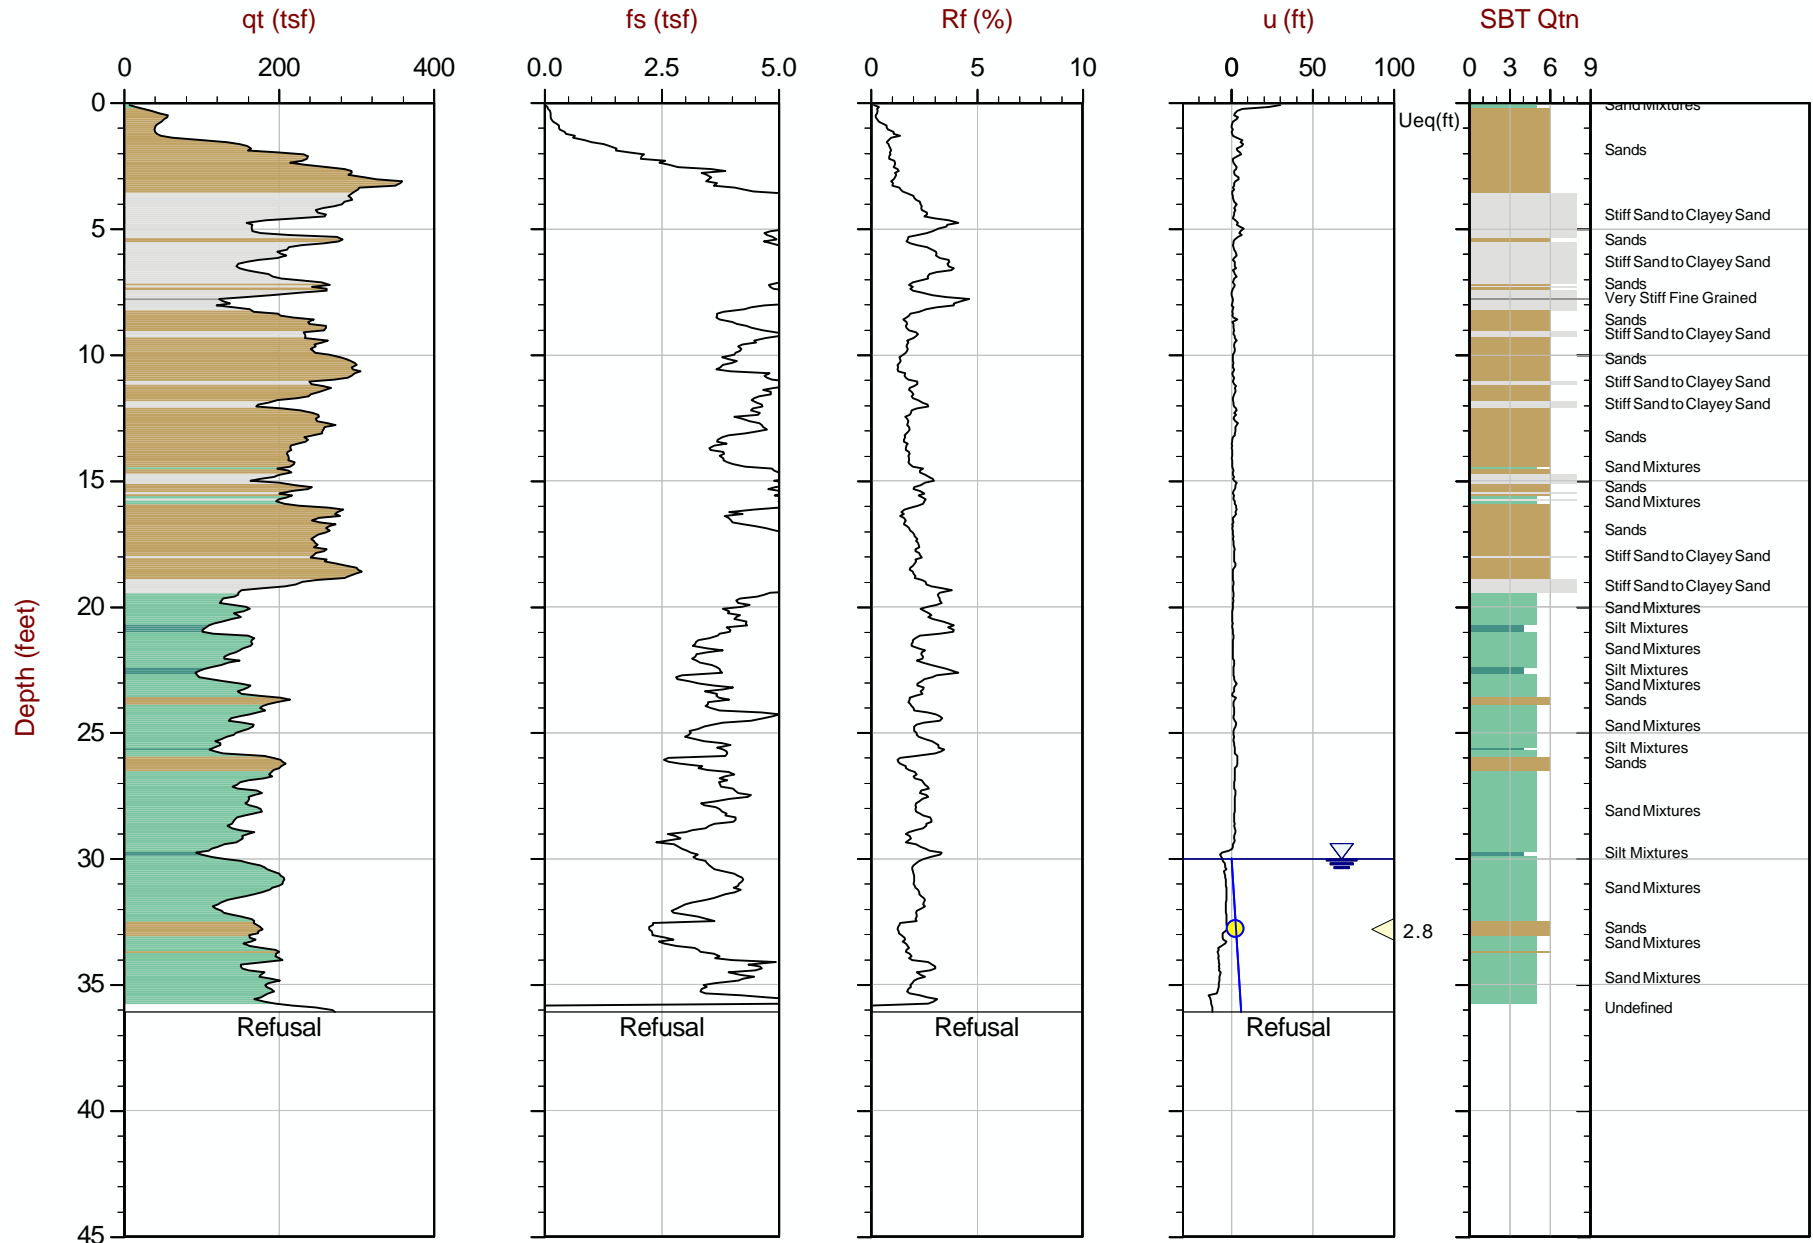 qt (tsf)
fs (tsf)
Rf (%)
u (ft)
SBT Qtn
0 200 400
0.0 2.5 5.0
0 5 10
0 50 100
0 3 6 9
Depth (feet)
0
5
10
15
20
25
30
35
40
45
Ueq(ft)
2.8
Refusal
Refusal
Refusal
Sand Mixtures
Sands
Stiff Sand to Clayey Sand
Sands
Stiff Sand to Clayey Sand
Sands
Very Stiff Fine Grained
Sands
Stiff Sand to Clayey Sand
Sands
Stiff Sand to Clayey Sand
Stiff Sand to Clayey Sand
Sands
Sand Mixtures
Sands
Sand Mixtures
Sands
Stiff Sand to Clayey Sand
Stiff Sand to Clayey Sand
Sand Mixtures
Silt Mixtures
Sand Mixtures
Silt Mixtures
Sand Mixtures
Sands
Sand Mixtures
Silt Mixtures
Sands
Sand Mixtures
Silt Mixtures
Sand Mixtures
Sands
Sand Mixtures
Sand Mixtures
Undefined